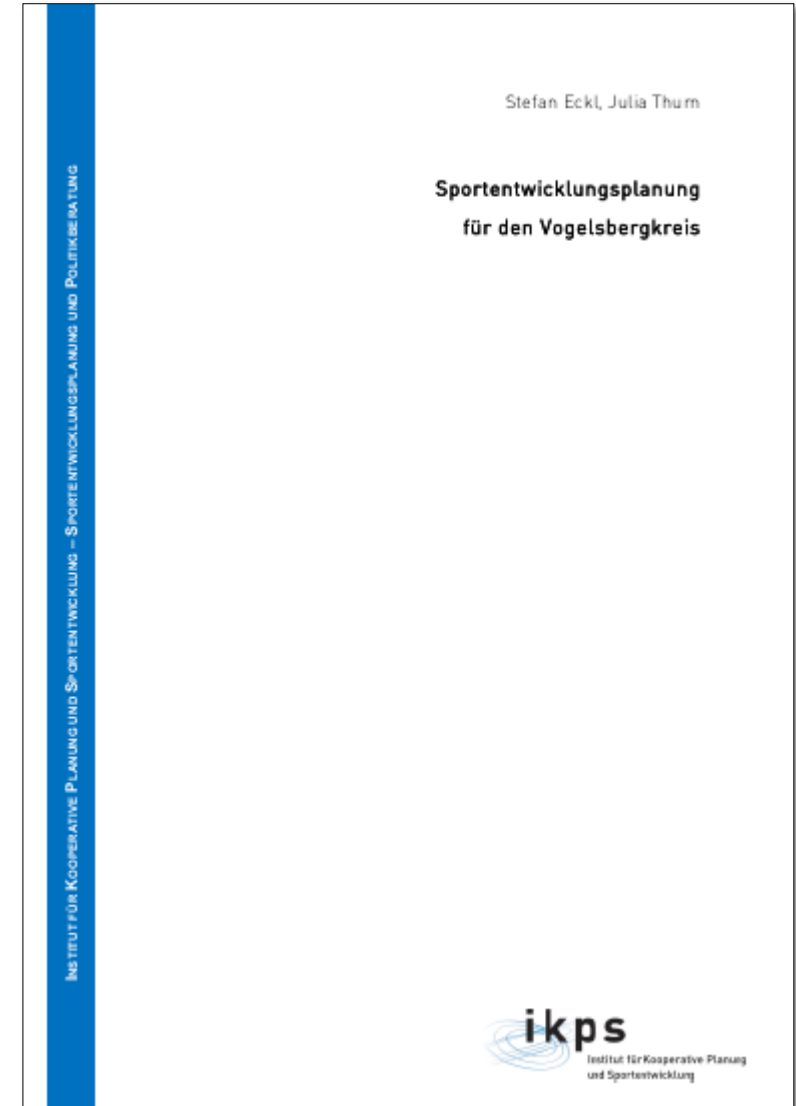 Stefan Eckl, Julia Thurn
Sportentwicklungsplanung
für den Vogelsbergkreis
INSTITUT FÜR KOOPERATIVE PLANUNG UND SPORTENTWICKLUNG – SPORTENTWICKLUNGSPLANUNG UND POLITIKBERATUNG
ikps
Institut für Kooperative Planung
und Sportentwicklung